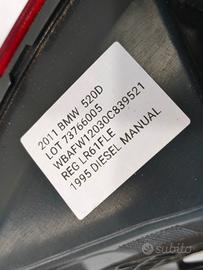 2011 BMW 520D
LOT 73766005
WBAFW12030C839521
REG LR61FLE
1995 DIESEL MANUAL
subito